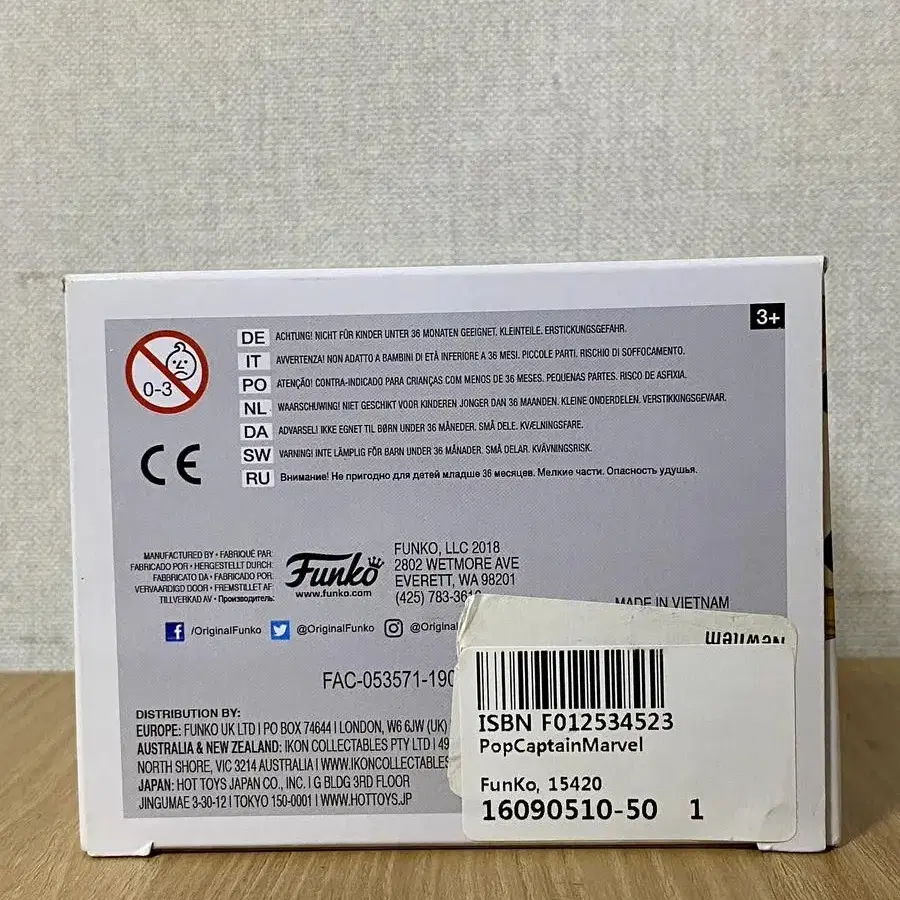 3+
0-3
DE ACHTUNG! NICHT FÜR KINDER UNTER 36 MONATEN GEEIGNET. KLEINTEILE. ERSTICKUNGSGEFAHR.
IT AVVERTENZA! NON ADATTO A BAMBINI DI ETÀ INFERIORE A 36 MESI. PICCOLE PARTI. RISCHIO DI SOFFOCAMENTO.
PO ATENÇÃO! CONTRA-INDICADO PARA CRIANÇAS COM MENOS DE 36 MESES. PEQUENAS PARTES. RISCO DE ASFIXIA.
NL WAARSCHUWING! NIET GESCHIKT VOOR KINDEREN JONGER DAN 36 MAANDEN. KLEINE ONDERDELEN. VERSTIKKINGSGEVAAR.
DA ADVARSEL! IKKE EGNET TIL BØRN UNDER 36 MÅNEDER. SMÅ DELE. KVÆLNINGSFARE.
SW VARNING! INTE LÄMPLIG FÖR BARN UNDER 36 MÅNADER. SMÅ DELAR. KVÄVNINGSRISK.
RU Внимание! Не пригодно для детей младше 36 месяцев. Мелкие части. Опасность удушья.
CE
MANUFACTURED BY • FABRIQUÉ PAR:
FABRICADO POR • HERGESTELLT DURCH:
FABBRICATO DA • FABRICADO POR:
VERVAARDIGD DOOR • FREMSTILLET AF:
TILLVERKAD AV • Производитель:
Funko
www.funko.com
FUNKO, LLC 2018
2802 WETMORE AVE
EVERETT, WA 98201
(425) 783-361
MADE IN VIETNAM
/OriginalFunko @OriginalFunko @Original
FAC-053571-190
DISTRIBUTION BY:
EUROPE: FUNKO UK LTD | PO BOX 74644 | LONDON, W6 6JW (UK)
AUSTRALIA & NEW ZEALAND: IKON COLLECTABLES PTY LTD | 49
NORTH SHORE, VIC 3214 AUSTRALIA | WWW.IKONCOLLECTABLES
JAPAN: HOT TOYS JAPAN CO., INC. | G BLDG 3RD FLOOR
JINGUMAE 3-30-12 | TOKYO 150-0001 | WWW.HOTTOYS.JP
ISBN F012534523
PopCaptainMarvel
FunKo, 15420
16090510-50 1